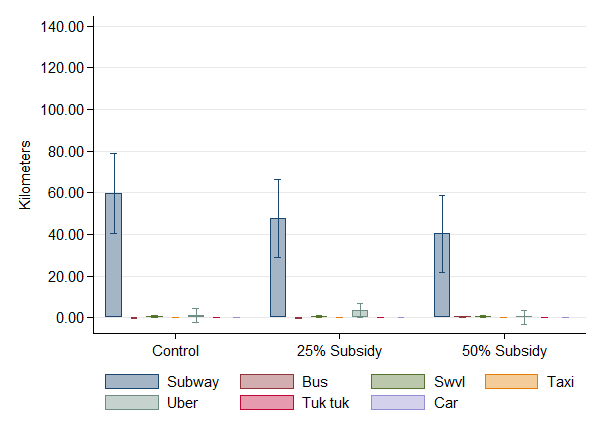 140.00
120.00
100.00
80.00
60.00
40.00
20.00
0.00
Kilometers
Control 25% Subsidy 50% Subsidy
Subway Bus Swvl Taxi
Uber Tuk tuk Car